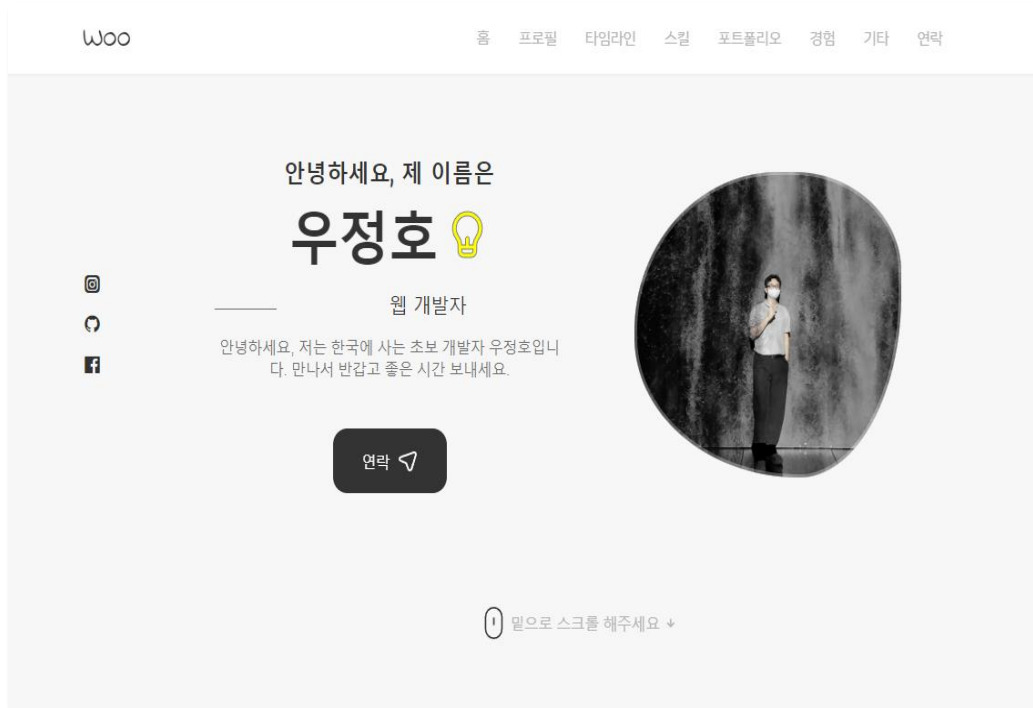 Woo
홈 프로필 타임라인 스킬 포트폴리오 경험 기타 연락
안녕하세요, 제 이름은
우정호
웹 개발자
안녕하세요, 저는 한국에 사는 초보 개발자 우정호입니
다. 만나서 반갑고 좋은 시간 보내세요.
연락
밑으로 스크롤 해주세요